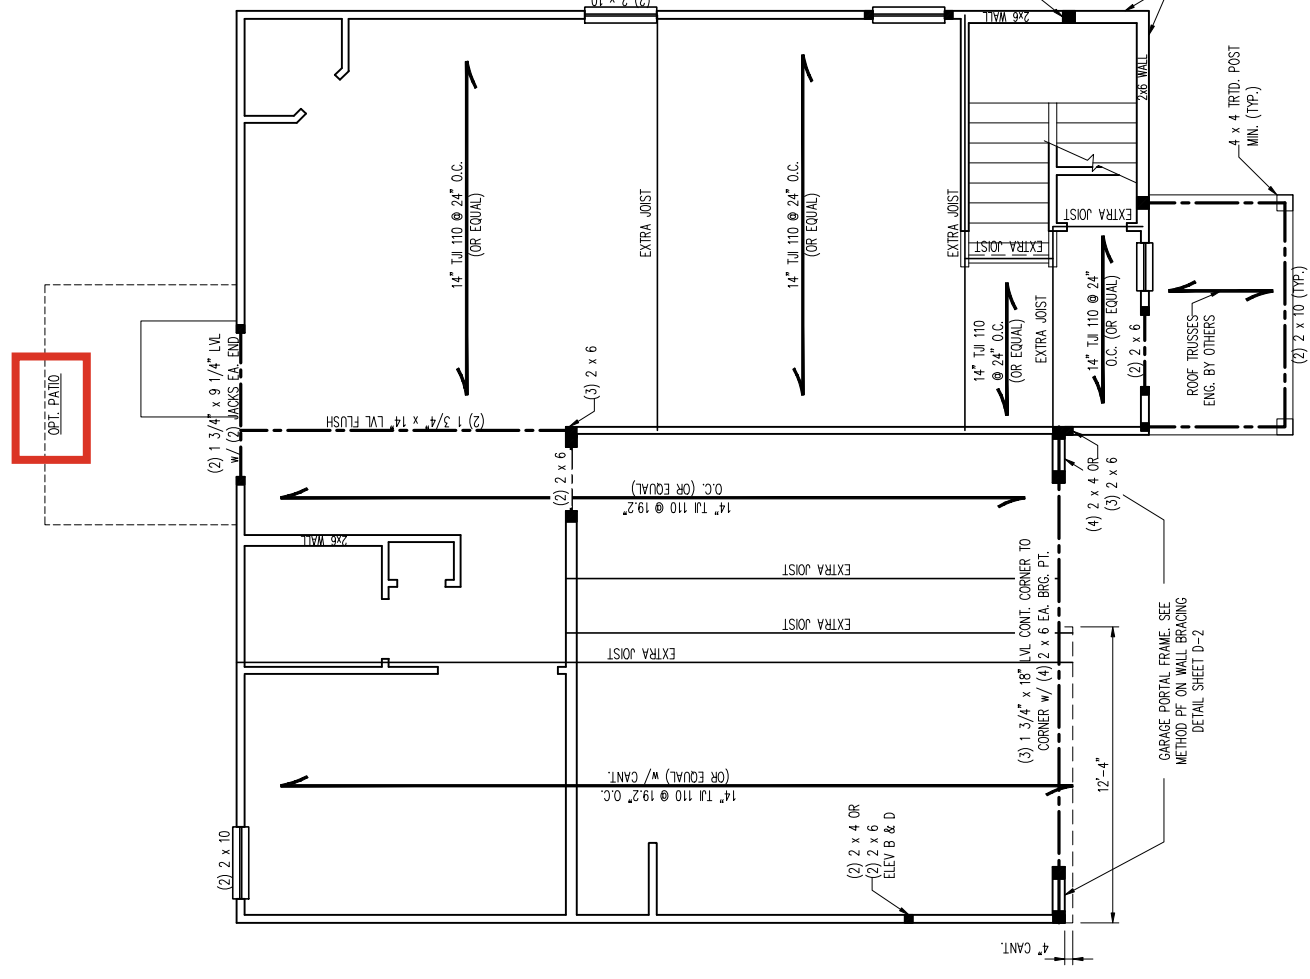 (2) 2 x 10
2x6 WALL
2x6 WALL
4 x 4 TRTD. POST
MIN. (TYP.)
14" TJI 110 @ 24" O.C.
(OR EQUAL)
EXTRA JOIST
14" TJI 110 @ 24" O.C.
(OR EQUAL)
EXTRA JOIST
EXTRA JOIST
EXTRA JOIST
14" TJI 110
@ 24" O.C.
(OR EQUAL)
EXTRA JOIST
14" TJI 110 @ 24"
O.C. (OR EQUAL)
(2) 2 x 6
ROOF TRUSSES
ENG. BY OTHERS
(2) 2 x 10 (TYP.)
OPT. PATIO
(2) 1 3/4" x 9 1/4" LVL
w/ (2) JACKS EA. END
(2) 1 3/4" x 14" LVL FLUSH
(3) 2 x 6
(2) 2 x 6
14" TJI 110 @ 19.2"
O.C. (OR EQUAL)
(4) 2 x 4 OR
(3) 2 x 6
2x6 WALL
EXTRA JOIST
EXTRA JOIST
EXTRA JOIST
(3) 1 3/4" x 18" LVL CONT. CORNER TO
CORNER w/ (4) 2 x 6 EA. BRG. PT.
GARAGE PORTAL FRAME. SEE
METHOD PF ON WALL BRACING
DETAIL SHEET D-2
12'-4"
14" TJI 110 @ 19.2" O.C.
(OR EQUAL) w/ CANT.
(2) 2 x 10
(2) 2 x 4 OR
(2) 2 x 6
ELEV B & D
4" CANT.